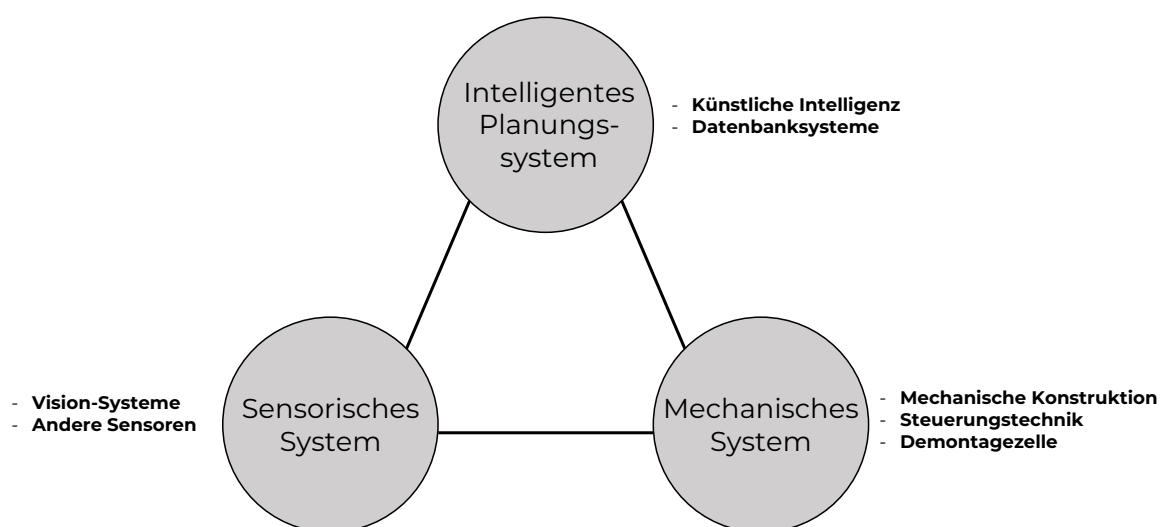 Intelligentes
Planungs-
system
- Künstliche Intelligenz
- Datenbanksysteme
- Vision-Systeme
- Andere Sensoren
Sensorisches
System
Mechanisches
System
- Mechanische Konstruktion
- Steuerungstechnik
- Demontagezelle